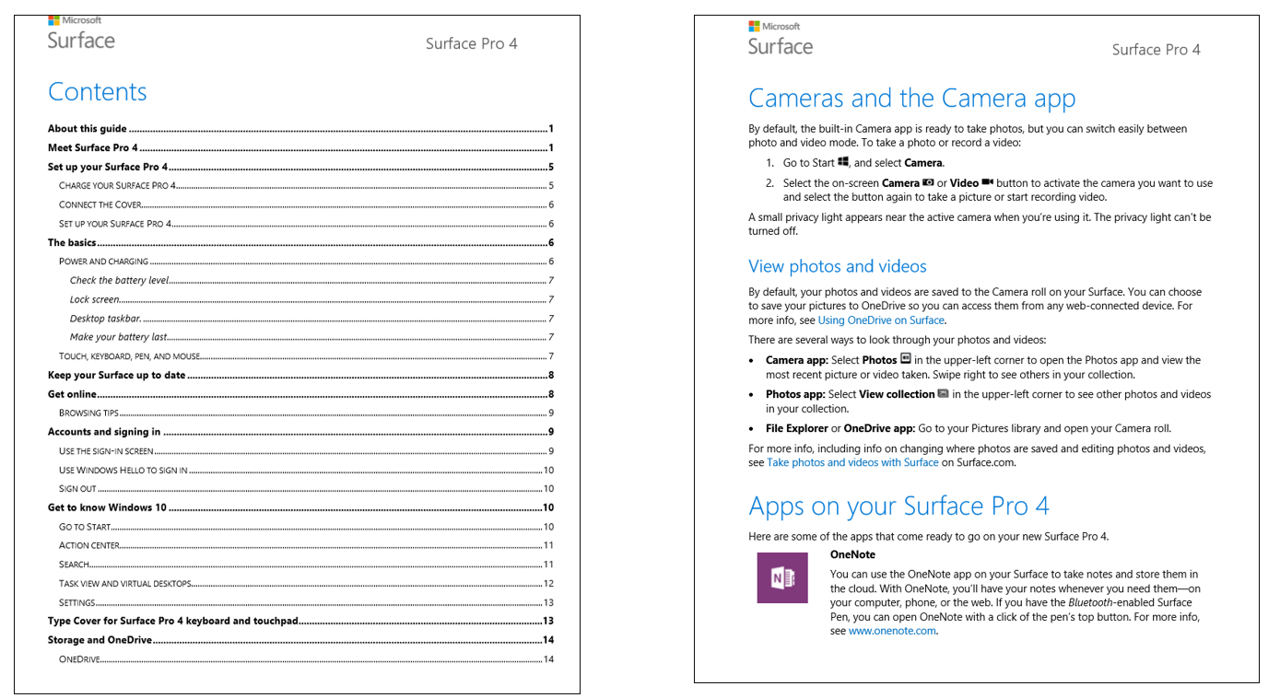 Microsoft
Surface
Surface Pro 4
Contents
About this guide ........ 1
Meet Surface Pro 4 ........ 1
Set up your Surface Pro 4 ........ 5
Charge your Surface Pro 4 ........ 5
Connect the Cover ........ 6
Set up your Surface Pro 4 ........ 6
The basics ........ 6
Power and charging ........ 6
Check the battery level ........ 7
Lock screen ........ 7
Desktop taskbar. ........ 7
Make your battery last ........ 7
Touch, keyboard, pen, and mouse ........ 7
Keep your Surface up to date ........ 8
Get online ........ 8
Browsing tips ........ 9
Accounts and signing in ........ 9
Use the sign-in screen ........ 9
Use Windows Hello to sign in ........ 10
Sign out ........ 10
Get to know Windows 10 ........ 10
Go to Start ........ 10
Action center ........ 11
Search ........ 11
Task view and virtual desktops ........ 12
Settings ........ 13
Type Cover for Surface Pro 4 keyboard and touchpad ........ 13
Storage and OneDrive ........ 14
OneDrive ........ 14
Microsoft
Surface
Surface Pro 4
Cameras and the Camera app
By default, the built-in Camera app is ready to take photos, but you can switch easily between
photo and video mode. To take a photo or record a video:
1. Go to Start , and select Camera.
2. Select the on-screen Camera or Video button to activate the camera you want to use
and select the button again to take a picture or start recording video.
A small privacy light appears near the active camera when you're using it. The privacy light can't be
turned off.
View photos and videos
By default, your photos and videos are saved to the Camera roll on your Surface. You can choose
to save your pictures to OneDrive so you can access them from any web-connected device. For
more info, see Using OneDrive on Surface.
There are several ways to look through your photos and videos:
• Camera app: Select Photos in the upper-left corner to open the Photos app and view the
most recent picture or video taken. Swipe right to see others in your collection.
• Photos app: Select View collection in the upper-left corner to see other photos and videos
in your collection.
• File Explorer or OneDrive app: Go to your Pictures library and open your Camera roll.
For more info, including info on changing where photos are saved and editing photos and videos,
see Take photos and videos with Surface on Surface.com.
Apps on your Surface Pro 4
Here are some of the apps that come ready to go on your new Surface Pro 4.
N
OneNote
You can use the OneNote app on your Surface to take notes and store them in
the cloud. With OneNote, you'll have your notes whenever you need them—on
your computer, phone, or the web. If you have the Bluetooth-enabled Surface
Pen, you can open OneNote with a click of the pen's top button. For more info,
see www.onenote.com.